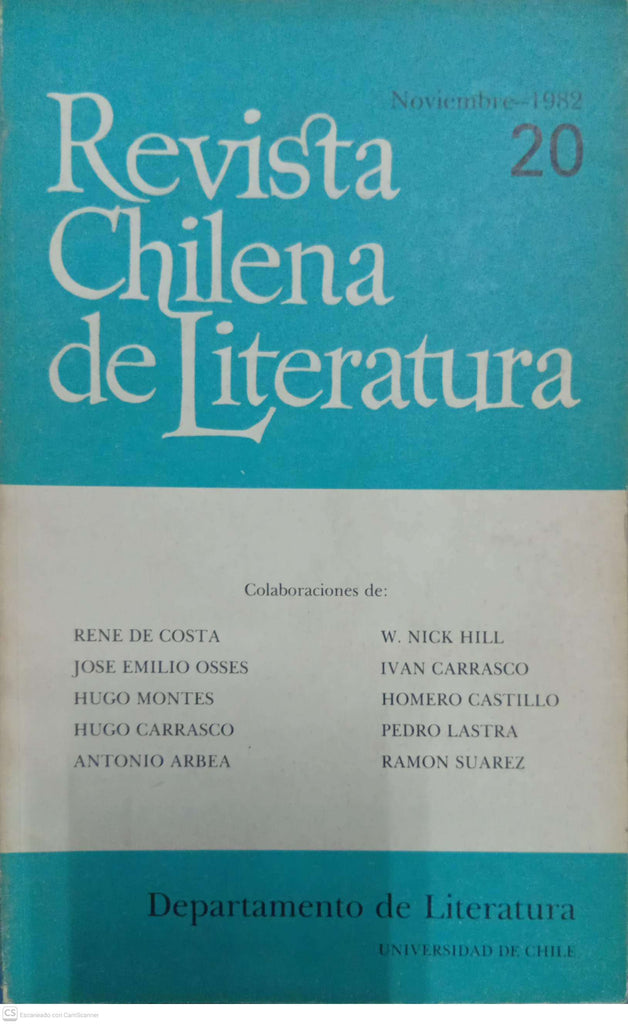 Noviembre—1982
20
Revista
Chilena
de Literatura
Colaboraciones de:
RENE DE COSTA
JOSE EMILIO OSSES
HUGO MONTES
HUGO CARRASCO
ANTONIO ARBEA
W. NICK HILL
IVAN CARRASCO
HOMERO CASTILLO
PEDRO LASTRA
RAMON SUAREZ
Departamento de Literatura
UNIVERSIDAD DE CHILE
CS Escaneado con CamScanner